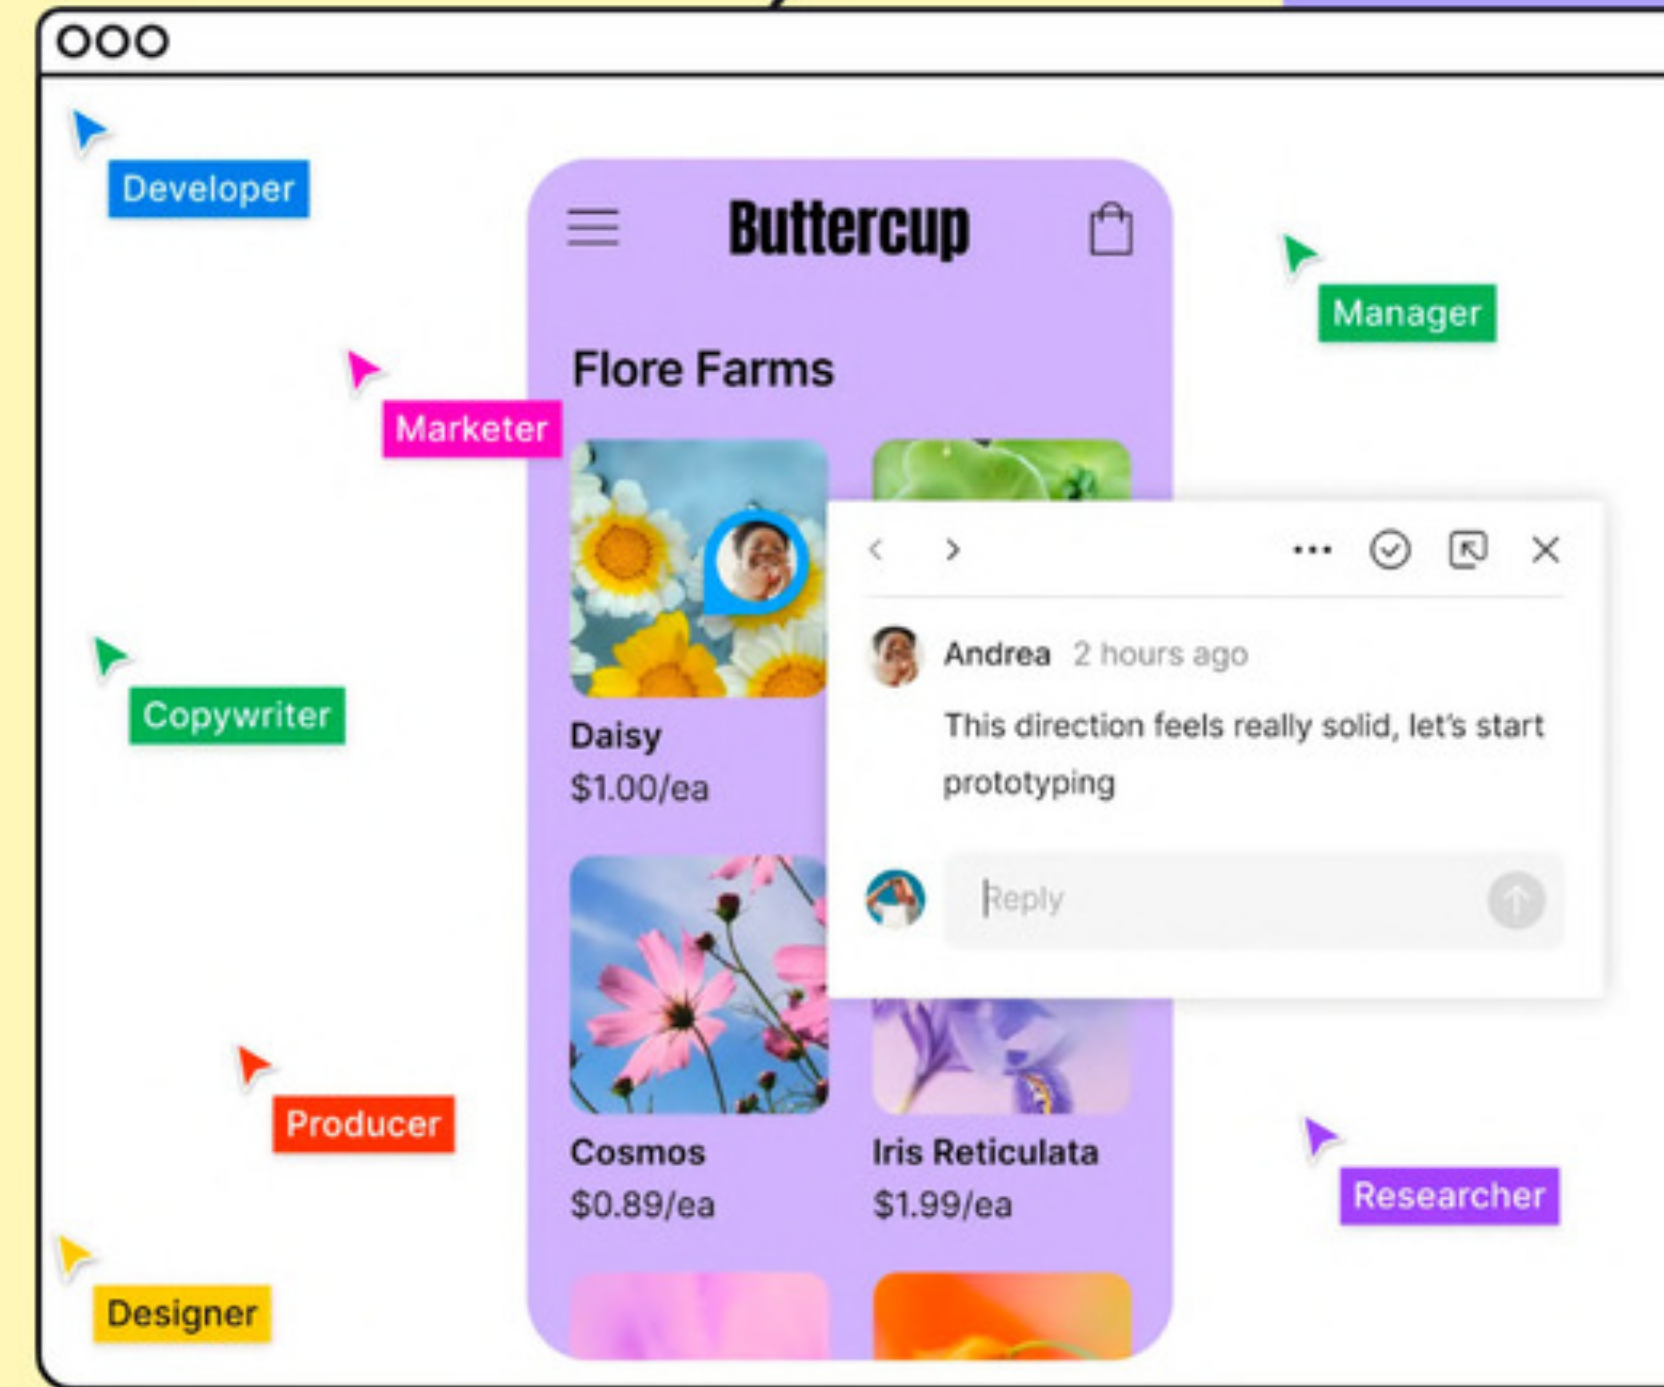 Developer
Buttercup
Manager
Flore Farms
Marketer
Andrea 2 hours ago
This direction feels really solid, let's start
prototyping
Reply
Copywriter
Daisy
$1.00/ea
Producer
Cosmos
$0.89/ea
Iris Reticulata
$1.99/ea
Researcher
Designer